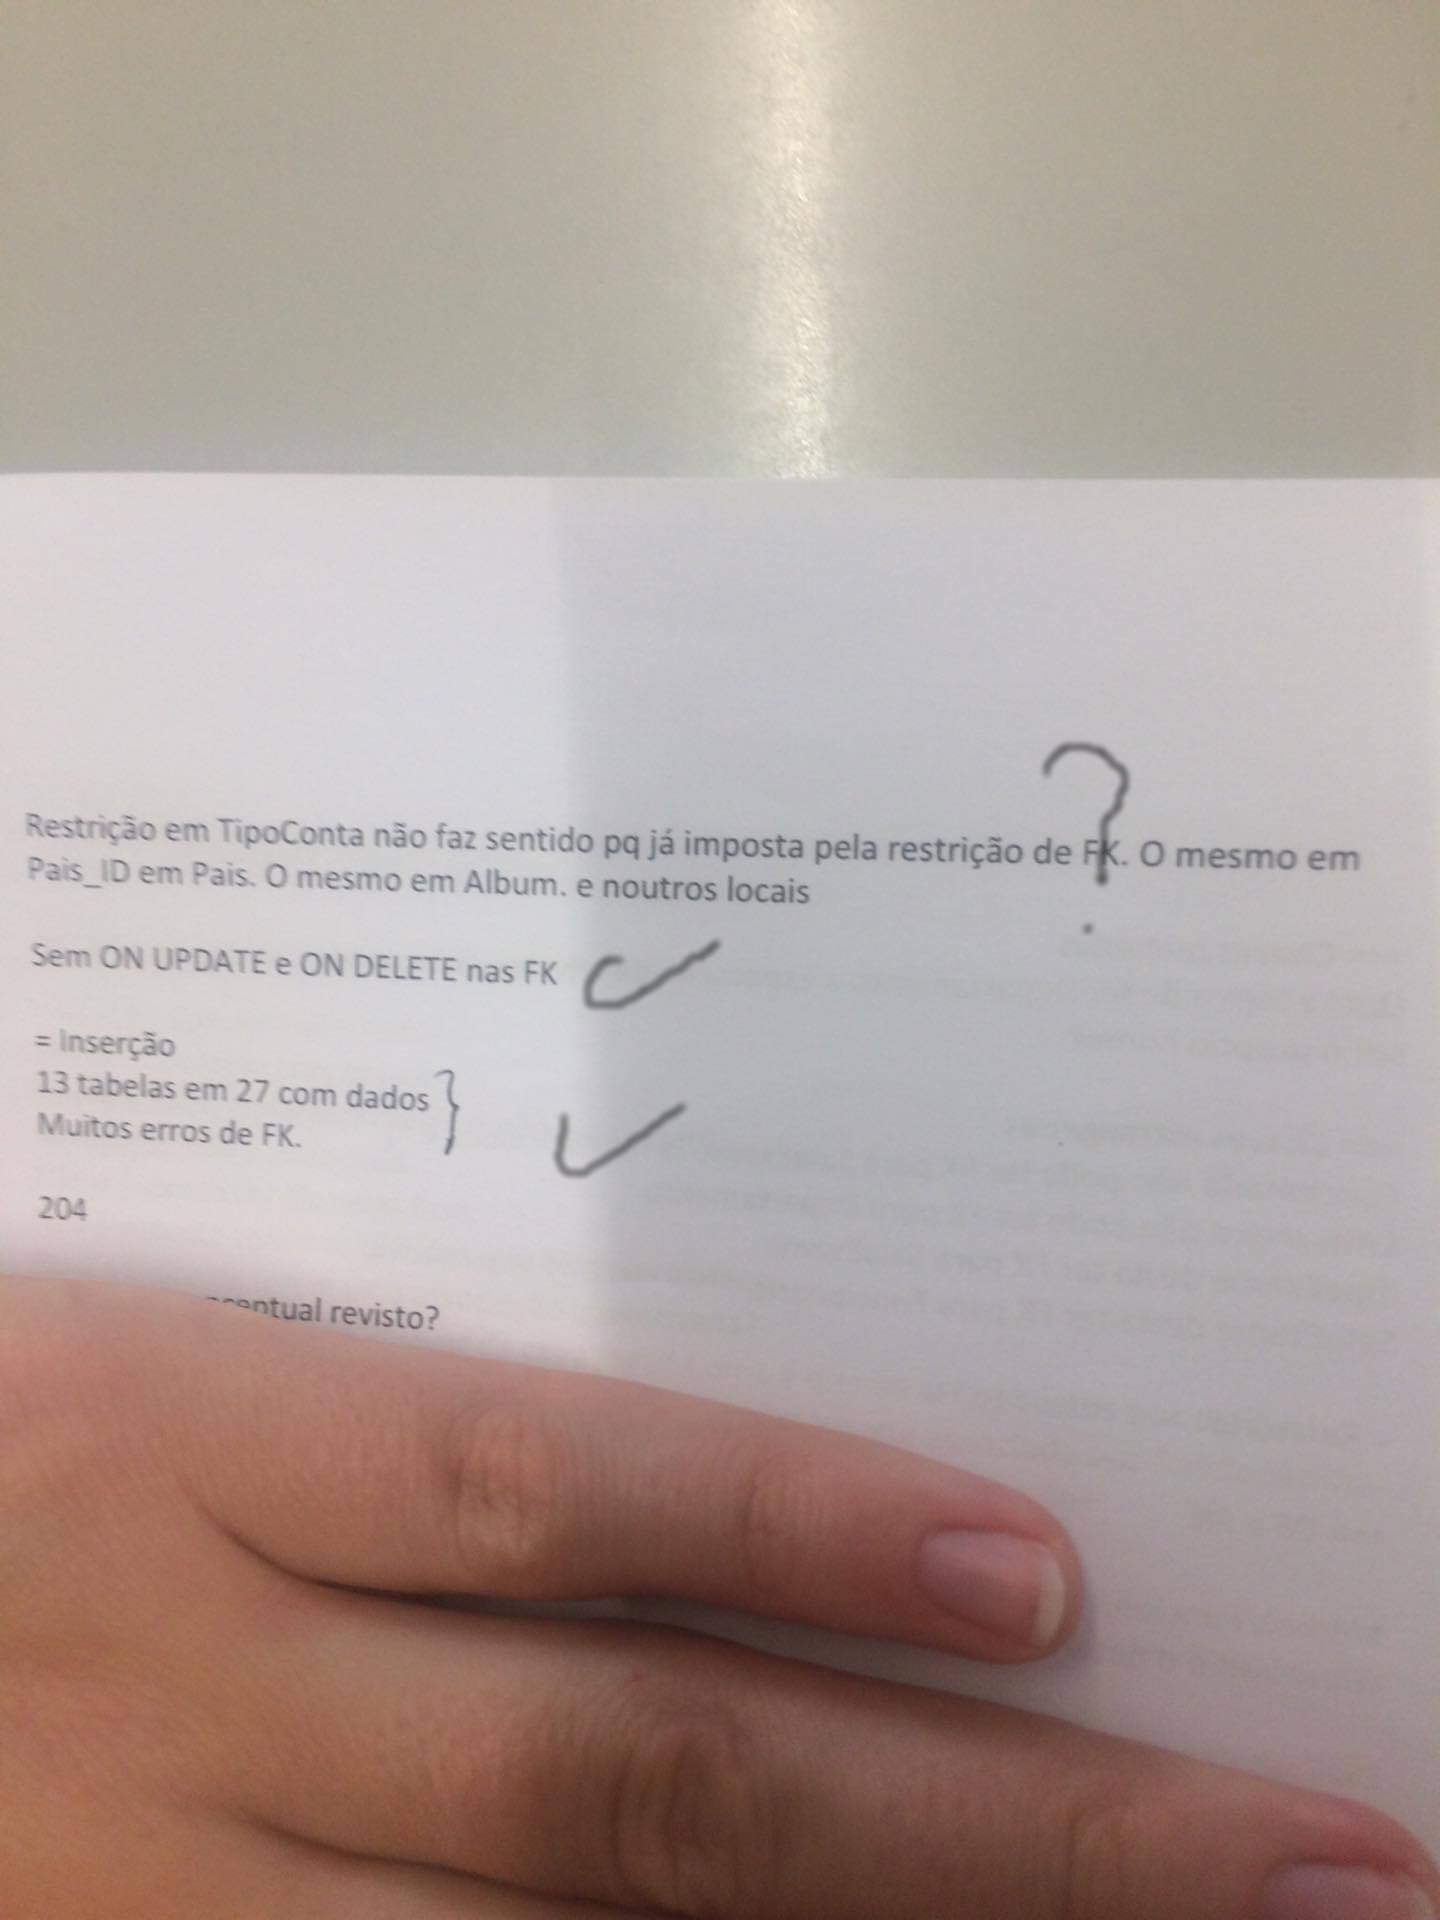 Restrição em TipoConta não faz sentido pq já imposta pela restrição de FK. O mesmo em
Pais_ID em Pais. O mesmo em Album. e noutros locais
Sem ON UPDATE e ON DELETE nas FK
= Inserção
13 tabelas em 27 com dados
Muitos erros de FK.
204
revisto?
?